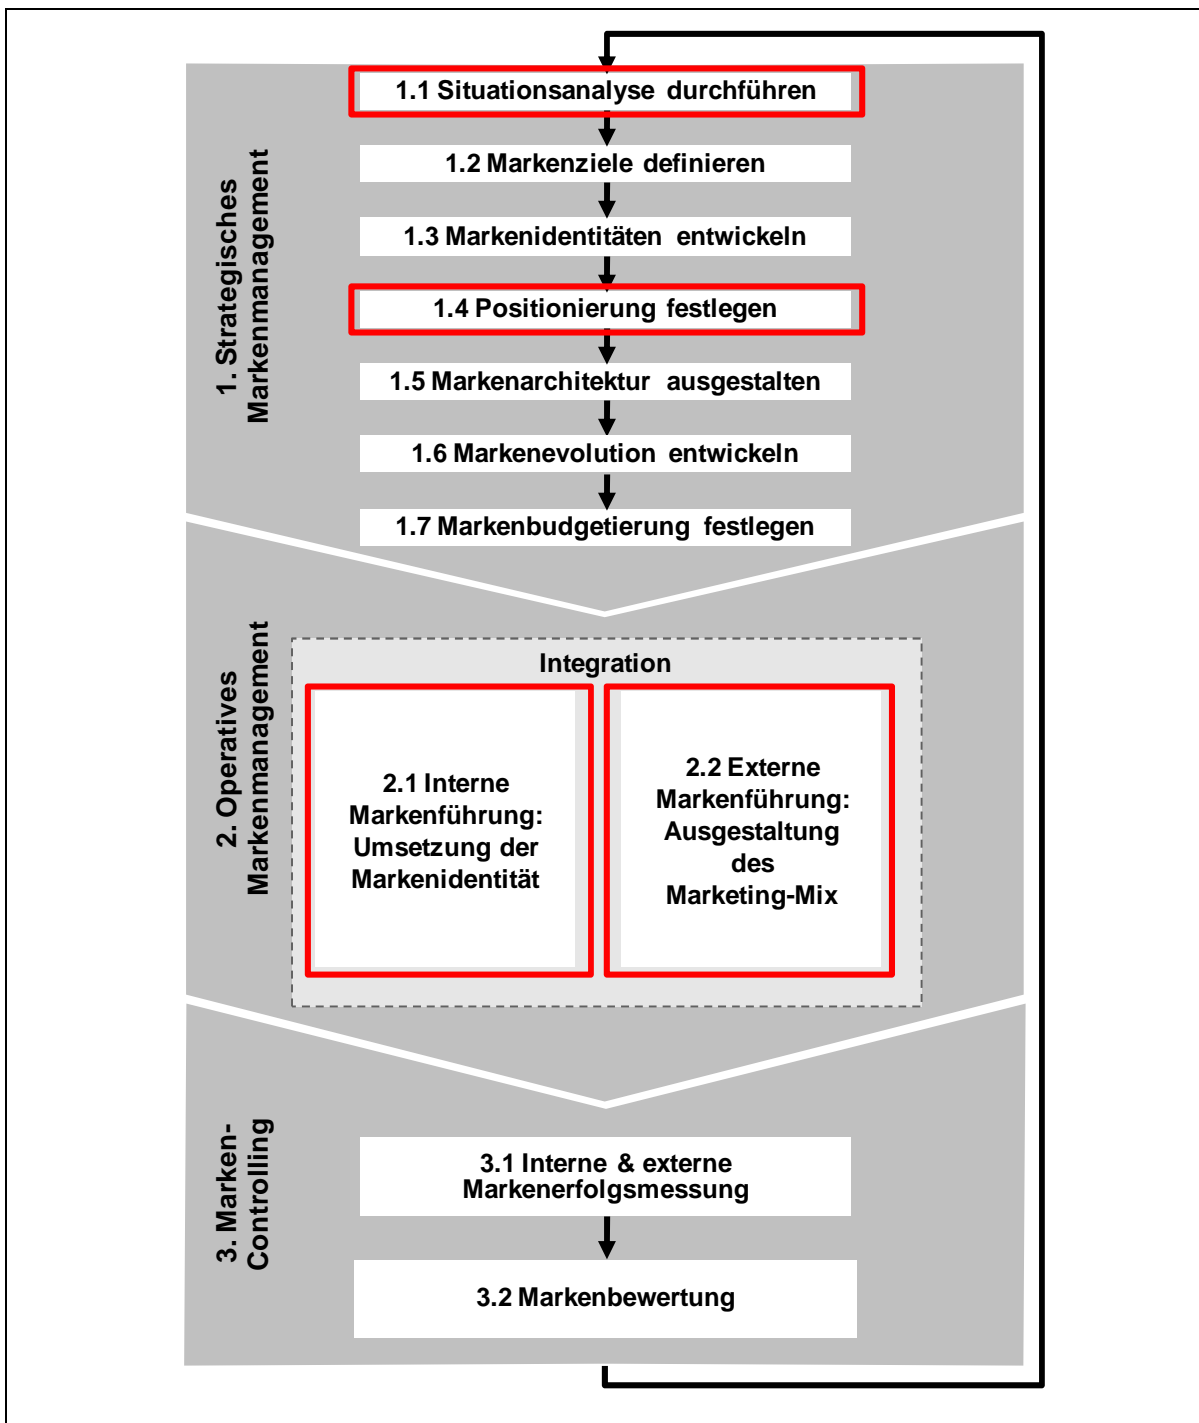 1. Strategisches
Markenmanagement
1.1 Situationsanalyse durchführen
1.2 Markenziele definieren
1.3 Markenidentitäten entwickeln
1.4 Positionierung festlegen
1.5 Markenarchitektur ausgestalten
1.6 Markenevolution entwickeln
1.7 Markenbudgetierung festlegen
2. Operatives
Markenmanagement
Integration
2.1 Interne
Markenführung:
Umsetzung der
Markenidentität
2.2 Externe
Markenführung:
Ausgestaltung
des
Marketing-Mix
3. Marken-
Controlling
3.1 Interne & externe
Markenerfolgsmessung
3.2 Markenbewertung